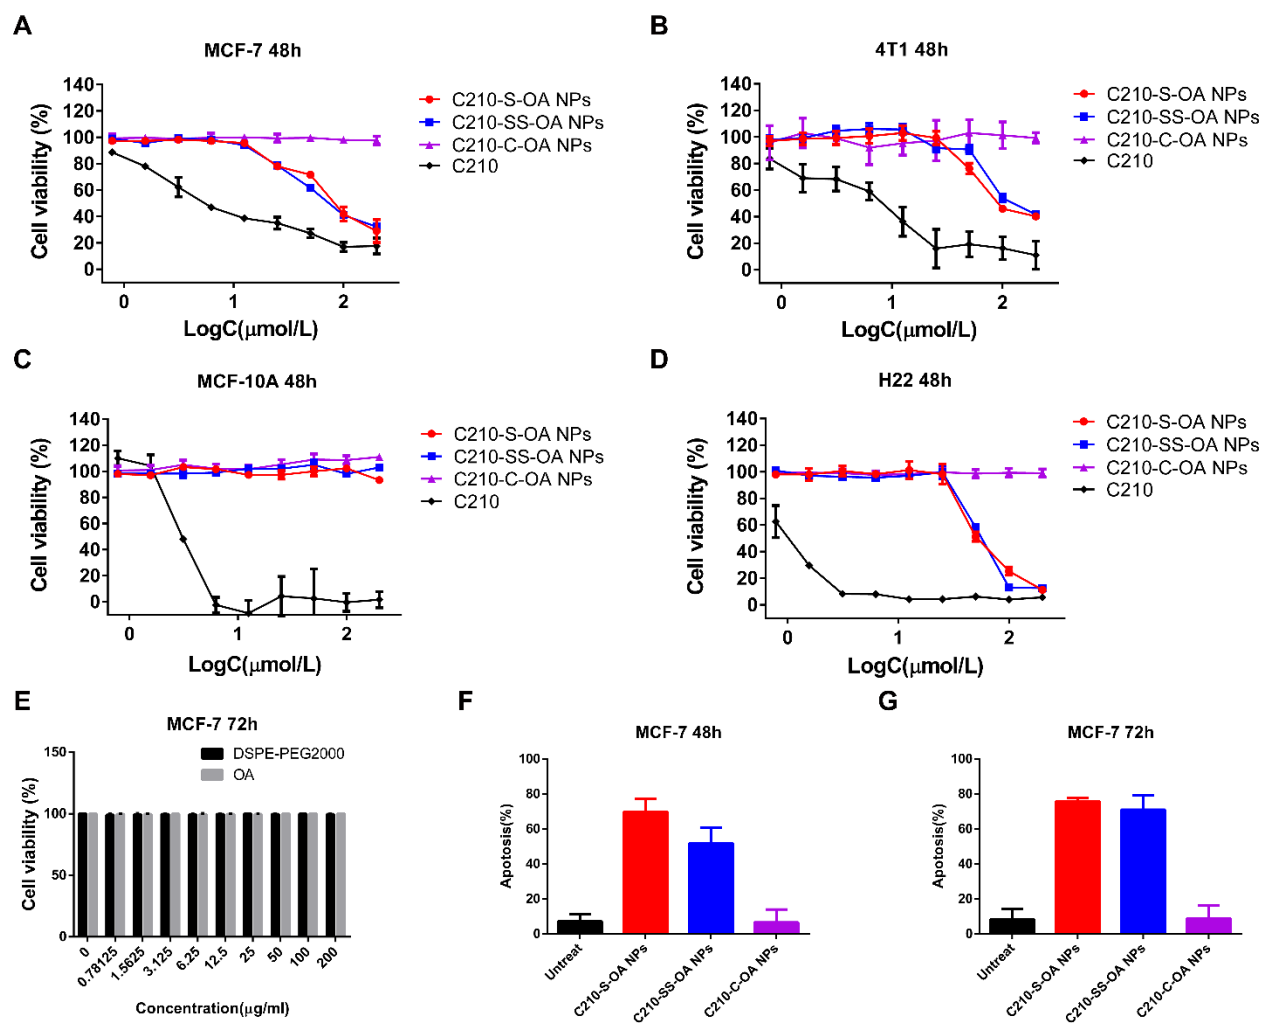 A
MCF-7 48h
Cell viability (%)
140
120
100
80
60
40
20
0
0
1
2
LogC(μmol/L)
C210-S-OA NPs
C210-SS-OA NPs
C210-C-OA NPs
C210
B
4T1 48h
Cell viability (%)
140
120
100
80
60
40
20
0
0
1
2
LogC(μmol/L)
C210-S-OA NPs
C210-SS-OA NPs
C210-C-OA NPs
C210
C
MCF-10A 48h
Cell viability (%)
140
120
100
80
60
40
20
0
0
1
2
LogC(μmol/L)
C210-S-OA NPs
C210-SS-OA NPs
C210-C-OA NPs
C210
D
H22 48h
Cell viability (%)
140
120
100
80
60
40
20
0
0
1
2
LogC(μmol/L)
C210-S-OA NPs
C210-SS-OA NPs
C210-C-OA NPs
C210
E
MCF-7 72h
DSPE-PEG2000
OA
Cell viability (%)
150
100
50
0
0
0.78125
1.5625
3.125
6.25
12.5
25
50
100
200
Concentration(μg/ml)
F
MCF-7 48h
Apotosis(%)
100
80
60
40
20
0
Untreat
C210-S-OA NPs
C210-SS-OA NPs
C210-C-OA NPs
G
MCF-7 72h
Apotosis(%)
100
80
60
40
20
0
Untreat
C210-S-OA NPs
C210-SS-OA NPs
C210-C-OA NPs